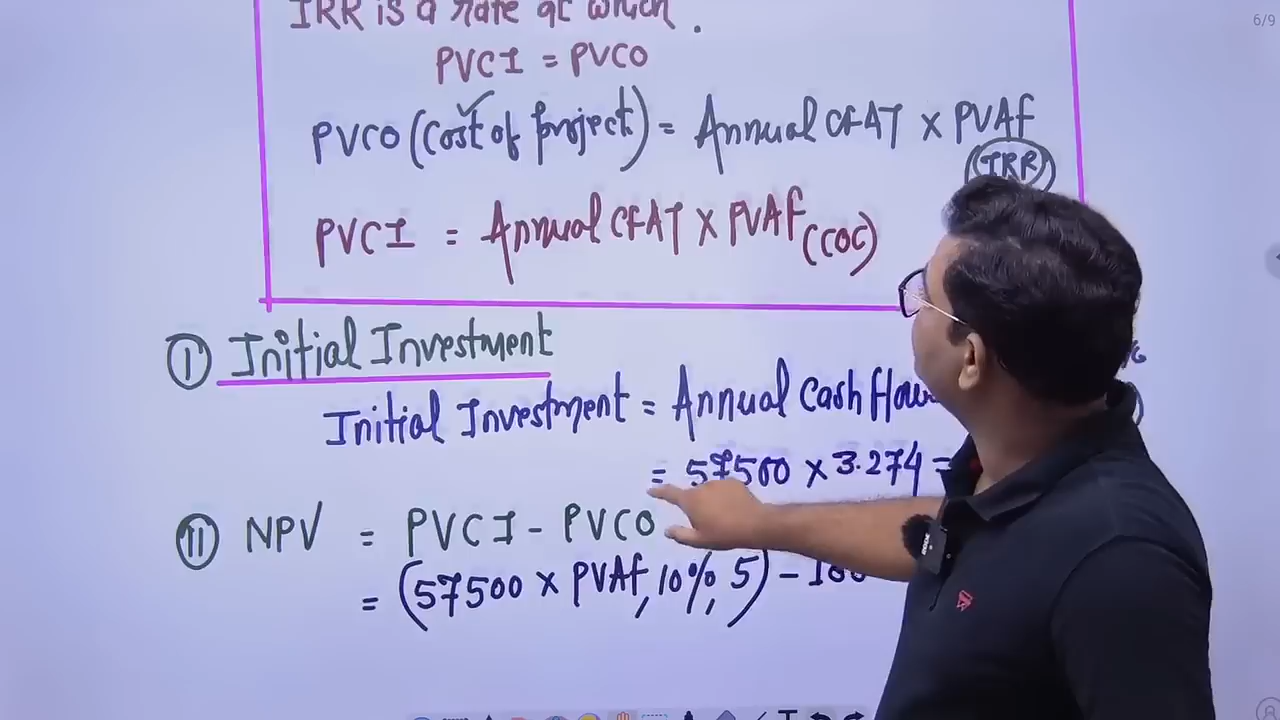 6/9
IRR is a rate at which.
PVCI = PVCO
PVCO (Cost of Project) = Annual CFAT × PVAF
(IRR)
PVCI = Annual CFAT × PVAF (COC)
(I) Initial Investment
Initial Investment = Annual Cash flow
= 57500 × 3.274 =
(II) NPV = PVCI - PVCO
= (57500 × PVAF, 10%, 5) -